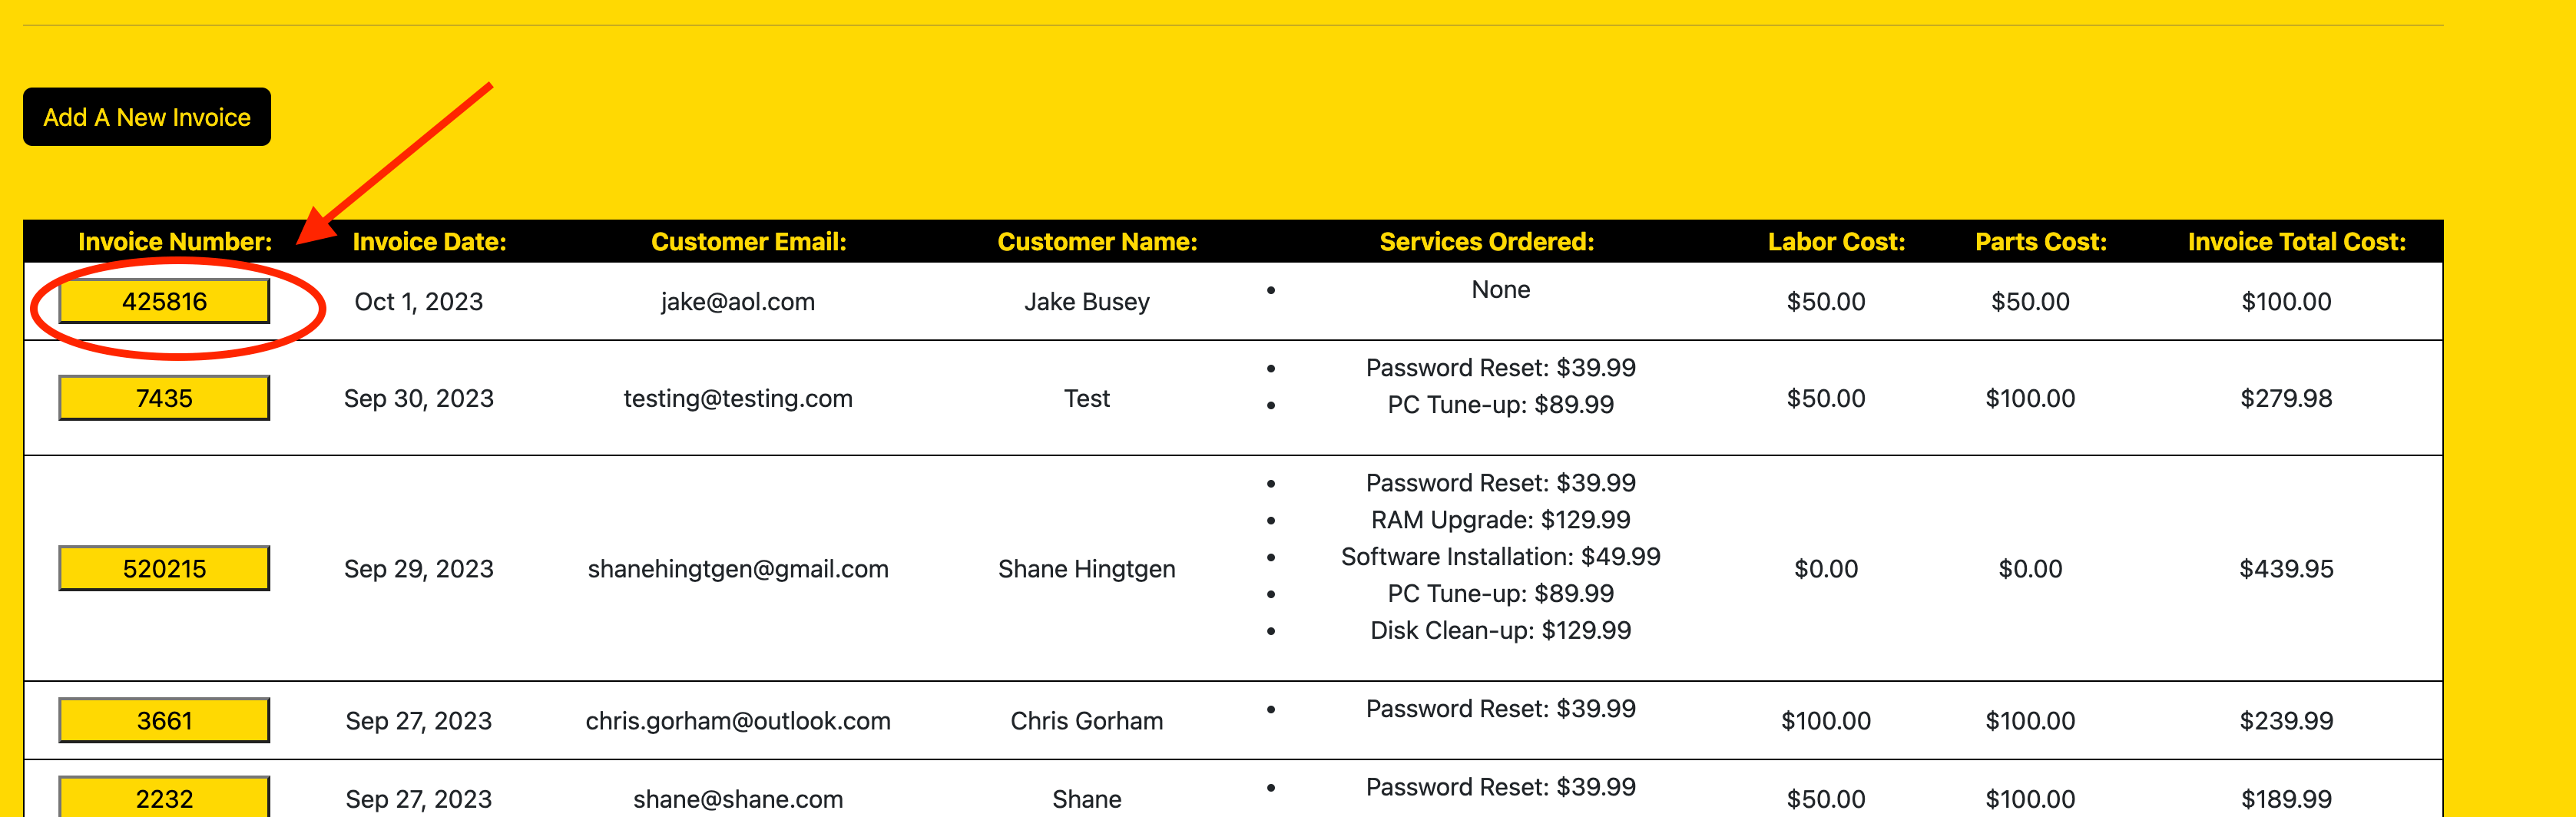 Add A New Invoice
Invoice Number: Invoice Date: Customer Email: Customer Name: Services Ordered: Labor Cost: Parts Cost: Invoice Total Cost:
425816 Oct 1, 2023 jake@aol.com Jake Busey • None $50.00 $50.00 $100.00
7435 Sep 30, 2023 testing@testing.com Test • Password Reset: $39.99 $50.00 $100.00 $279.98
• PC Tune-up: $89.99
520215 Sep 29, 2023 shanehingtgen@gmail.com Shane Hingtgen • Password Reset: $39.99 $0.00 $0.00 $439.95
• RAM Upgrade: $129.99
• Software Installation: $49.99
• PC Tune-up: $89.99
• Disk Clean-up: $129.99
3661 Sep 27, 2023 chris.gorham@outlook.com Chris Gorham • Password Reset: $39.99 $100.00 $100.00 $239.99
2232 Sep 27, 2023 shane@shane.com Shane • Password Reset: $39.99 $50.00 $100.00 $189.99